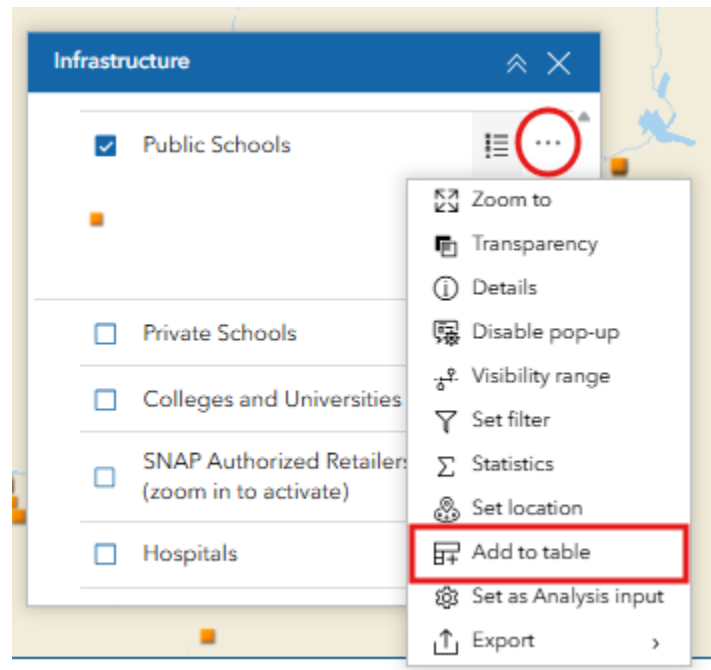 Infrastructure
Public Schools
Zoom to
Transparency
Details
Disable pop-up
Visibility range
Set filter
Statistics
Set location
Add to table
Set as Analysis input
Export
Private Schools
Colleges and Universities
SNAP Authorized Retailers
(zoom in to activate)
Hospitals